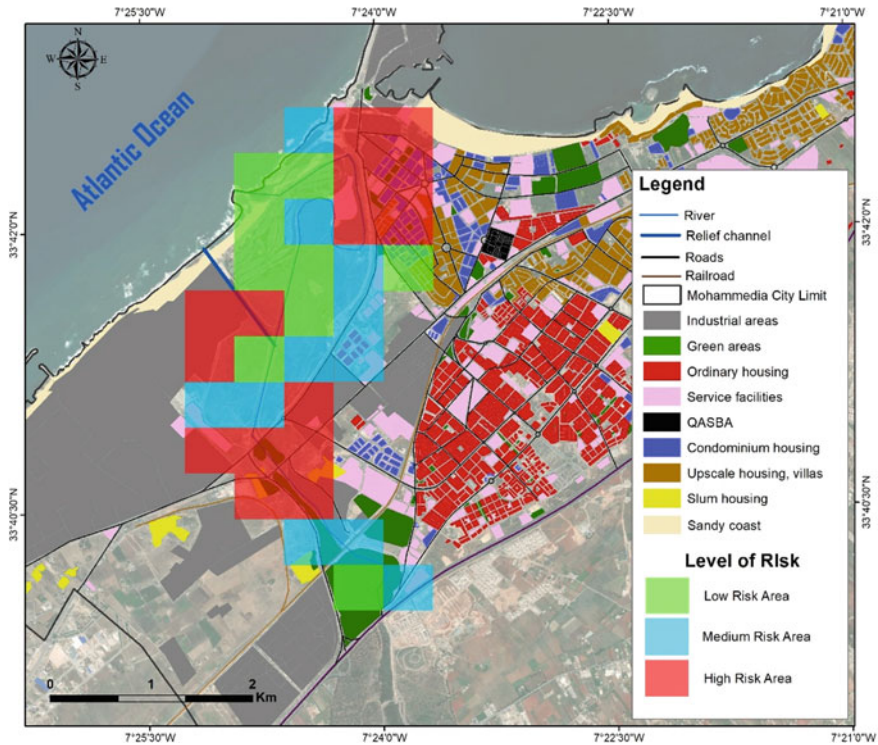 7°25'30"W 7°24'0"W 7°22'30"W 7°21'0"W
N
W E
S
Atlantic Ocean
33°42'0"N
33°42'0"N
33°40'30"N
33°40'30"N
Legend
River
Relief channel
Roads
Railroad
Mohammedia City Limit
Industrial areas
Green areas
Ordinary housing
Service facilities
QASBA
Condominium housing
Upscale housing, villas
Slum housing
Sandy coast
Level of RIsk
Low Risk Area
Medium Risk Area
High Risk Area
0 1 2
Km
7°25'30"W 7°24'0"W 7°22'30"W 7°21'0"W